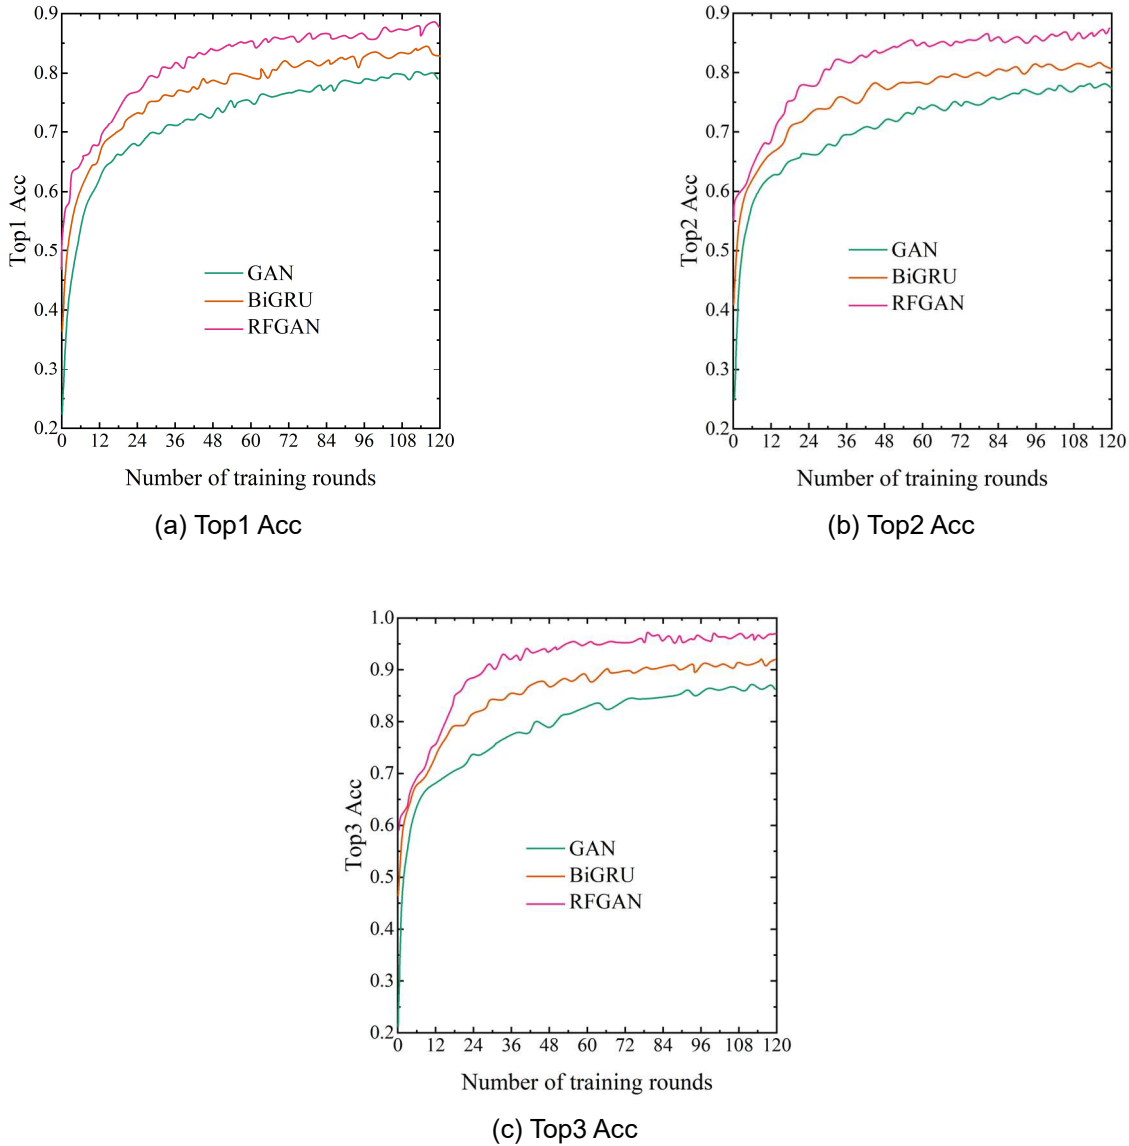 0.9
0.8
0.7
0.6
0.5
0.4
0.3
0.2
Top1 Acc
GAN
BiGRU
RFGAN
0 12 24 36 48 60 72 84 96 108 120
Number of training rounds
(a) Top1 Acc
0.9
0.8
0.7
0.6
0.5
0.4
0.3
0.2
Top2 Acc
GAN
BiGRU
RFGAN
0 12 24 36 48 60 72 84 96 108 120
Number of training rounds
(b) Top2 Acc
1.0
0.9
0.8
0.7
0.6
0.5
0.4
0.3
0.2
Top3 Acc
GAN
BiGRU
RFGAN
0 12 24 36 48 60 72 84 96 108 120
Number of training rounds
(c) Top3 Acc